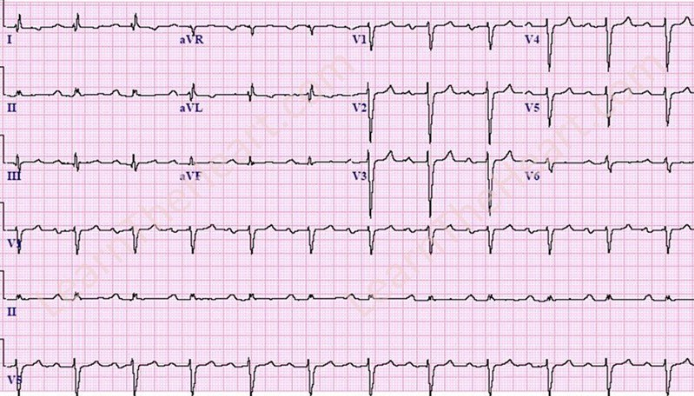 I aVR V1 V4
II aVL V2 V5
III aVF V3 V6
V1
II
V5
LearnTheHeart.com
LearnTheHeart.com